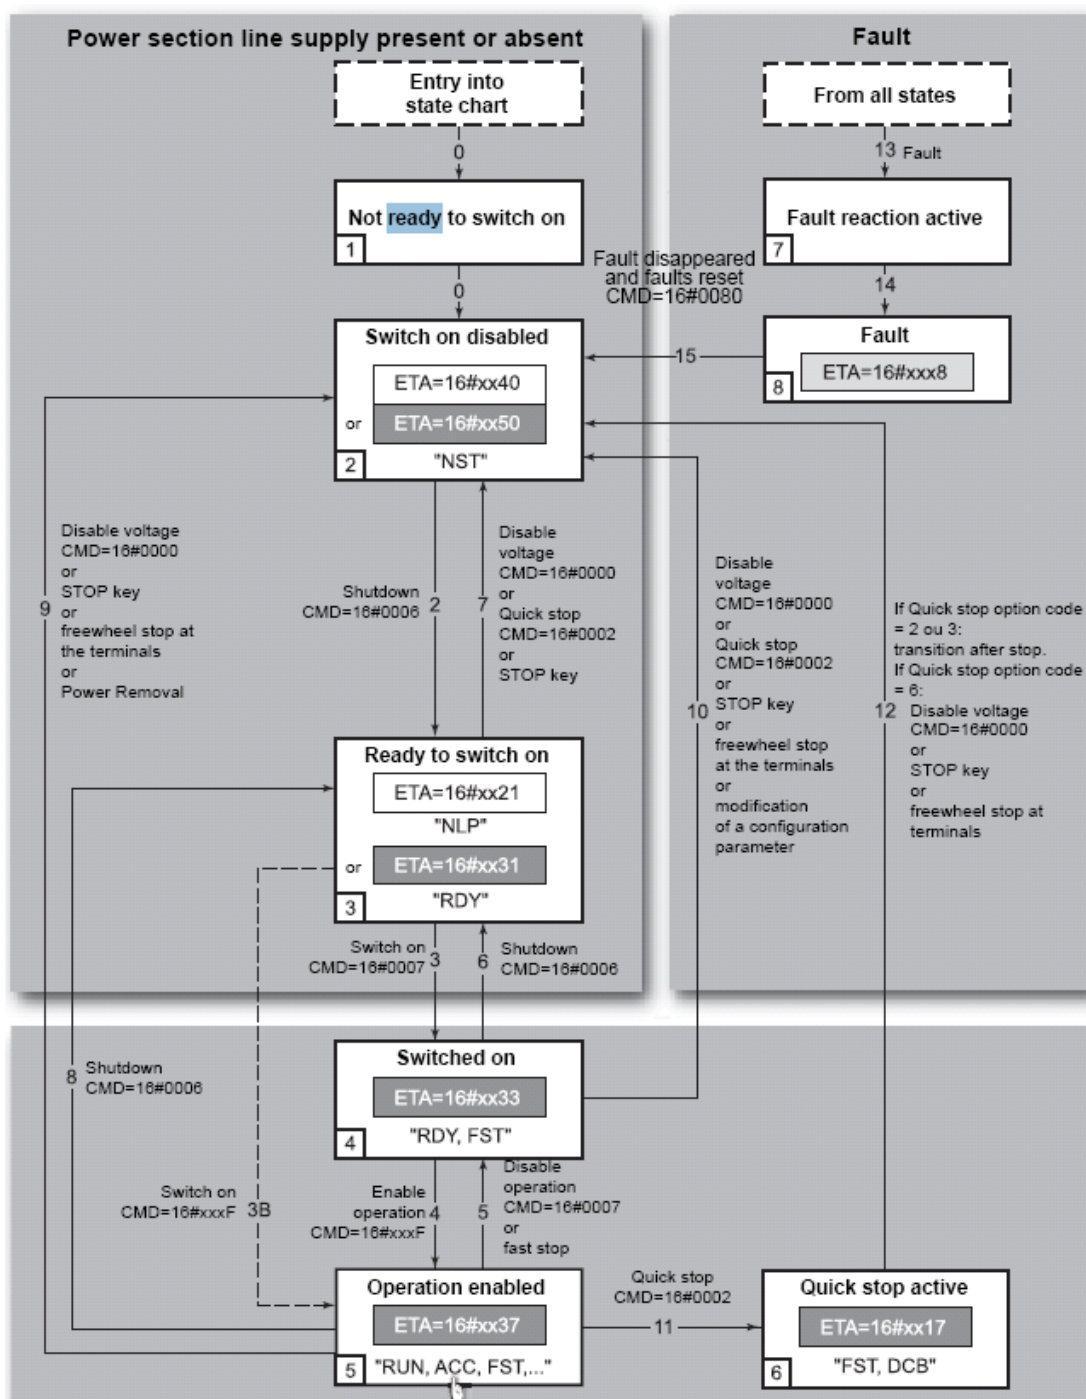 Power section line supply present or absent
Fault
Entry into
state chart
From all states
0
13 Fault
Not ready to switch on
1
Fault reaction active
7
Fault disappeared
and faults reset
CMD=16#0080
0
14
Switch on disabled
ETA=16#xx40
or
ETA=16#xx50
2
"NST"
15
Fault
ETA=16#xxx8
8
Disable voltage
CMD=16#0000
or
STOP key
or
freewheel stop at
the terminals
or
Power Removal
9
Shutdown
CMD=16#0006
2
7
Disable
voltage
CMD=16#0000
or
Quick stop
CMD=16#0002
or
STOP key
10
Disable
voltage
CMD=16#0000
or
Quick stop
CMD=16#0002
or
STOP key
or
freewheel stop
at the terminals
or
modification
of a configuration
parameter
12
If Quick stop option code
= 2 ou 3:
transition after stop.
If Quick stop option code
= 6:
Disable voltage
CMD=16#0000
or
STOP key
or
freewheel stop at
terminals
Ready to switch on
ETA=16#xx21
"NLP"
or
ETA=16#xx31
3
"RDY"
Switch on
CMD=16#0007
3
6
Shutdown
CMD=16#0006
8
Shutdown
CMD=16#0006
Switched on
ETA=16#xx33
4
"RDY, FST"
Switch on
CMD=16#xxxF
3B
Enable
operation
CMD=16#xxxF
4
5
Disable
operation
CMD=16#0007
or
fast stop
Operation enabled
ETA=16#xx37
5
"RUN, ACC, FST,..."
Quick stop
CMD=16#0002
11
Quick stop active
ETA=16#xx17
6
"FST, DCB"